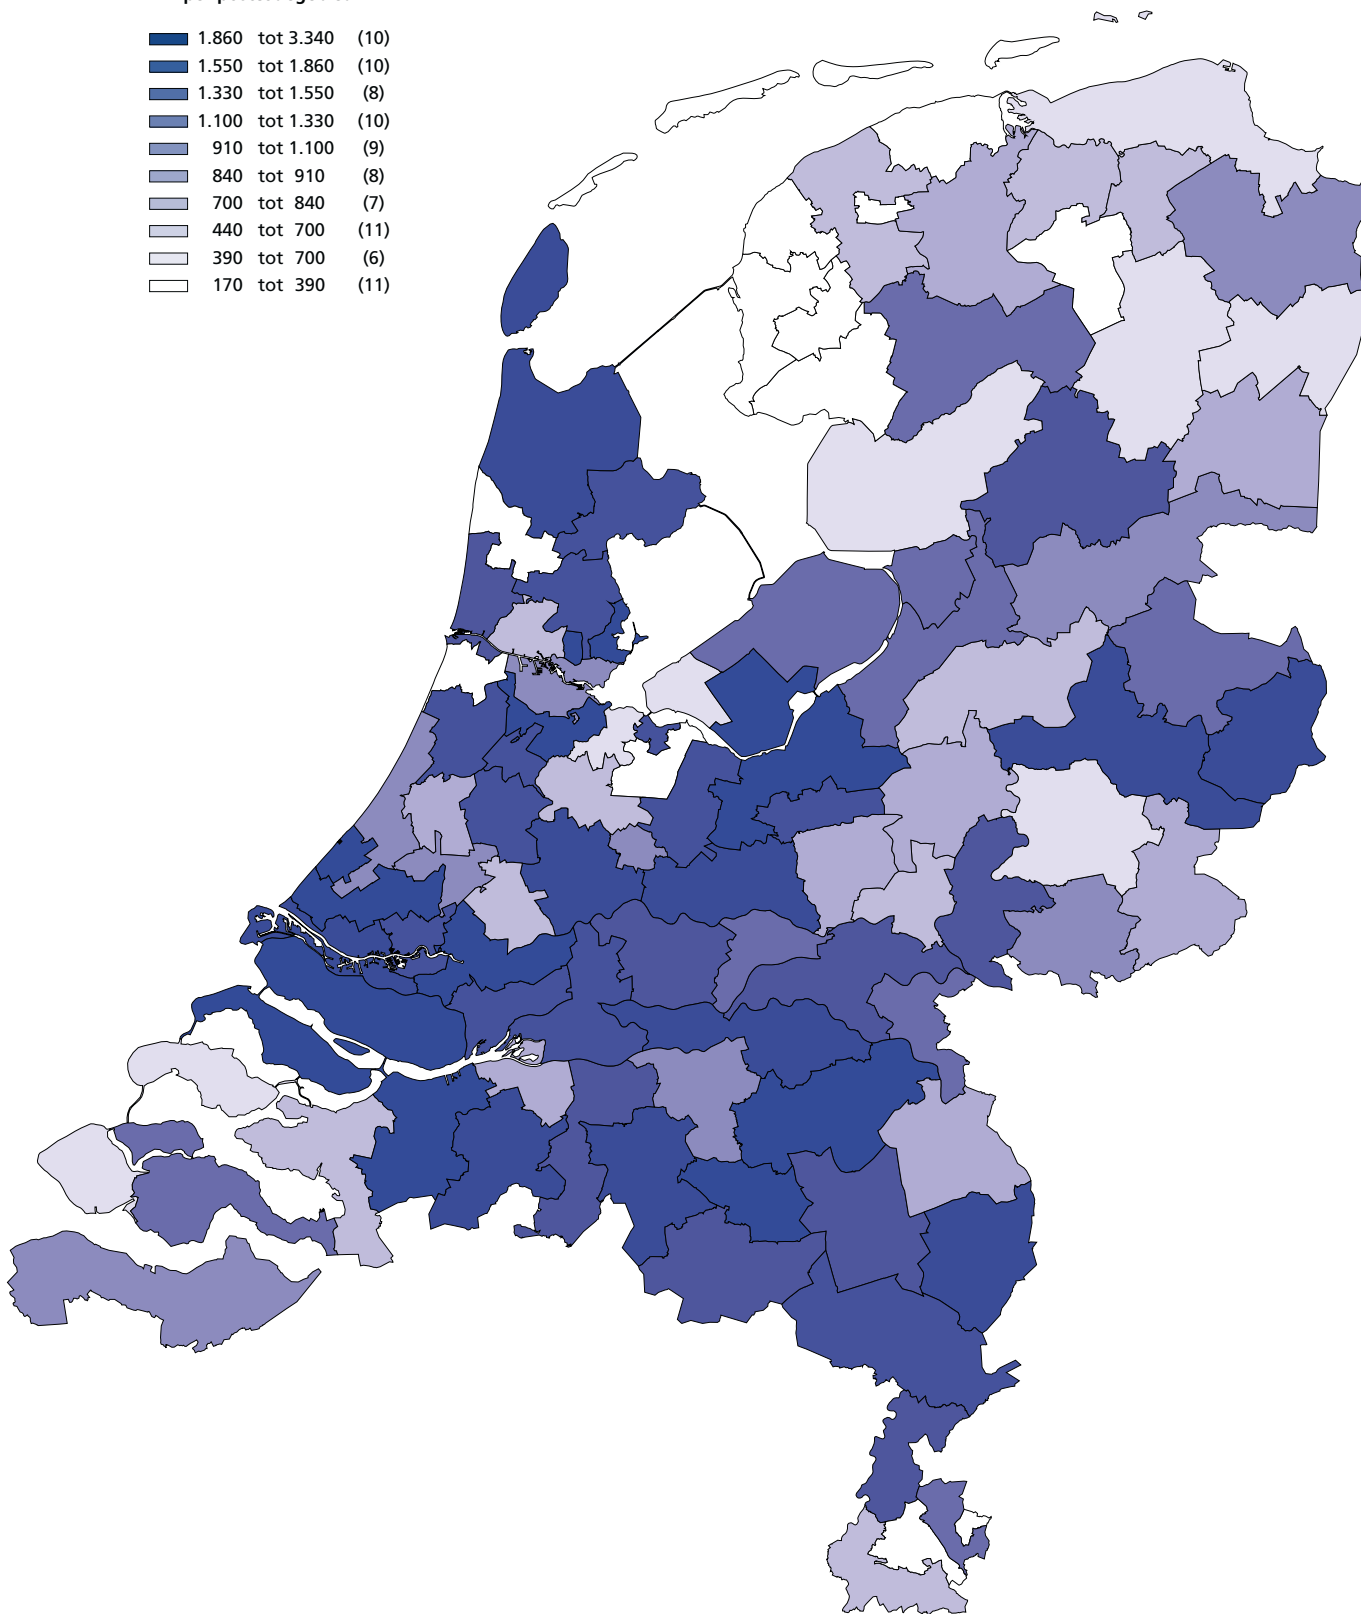 1.860 tot 3.340 (10)
1.550 tot 1.860 (10)
1.330 tot 1.550 (8)
1.100 tot 1.330 (10)
910 tot 1.100 (9)
840 tot 910 (8)
700 tot 840 (7)
440 tot 700 (11)
390 tot 700 (6)
170 tot 390 (11)